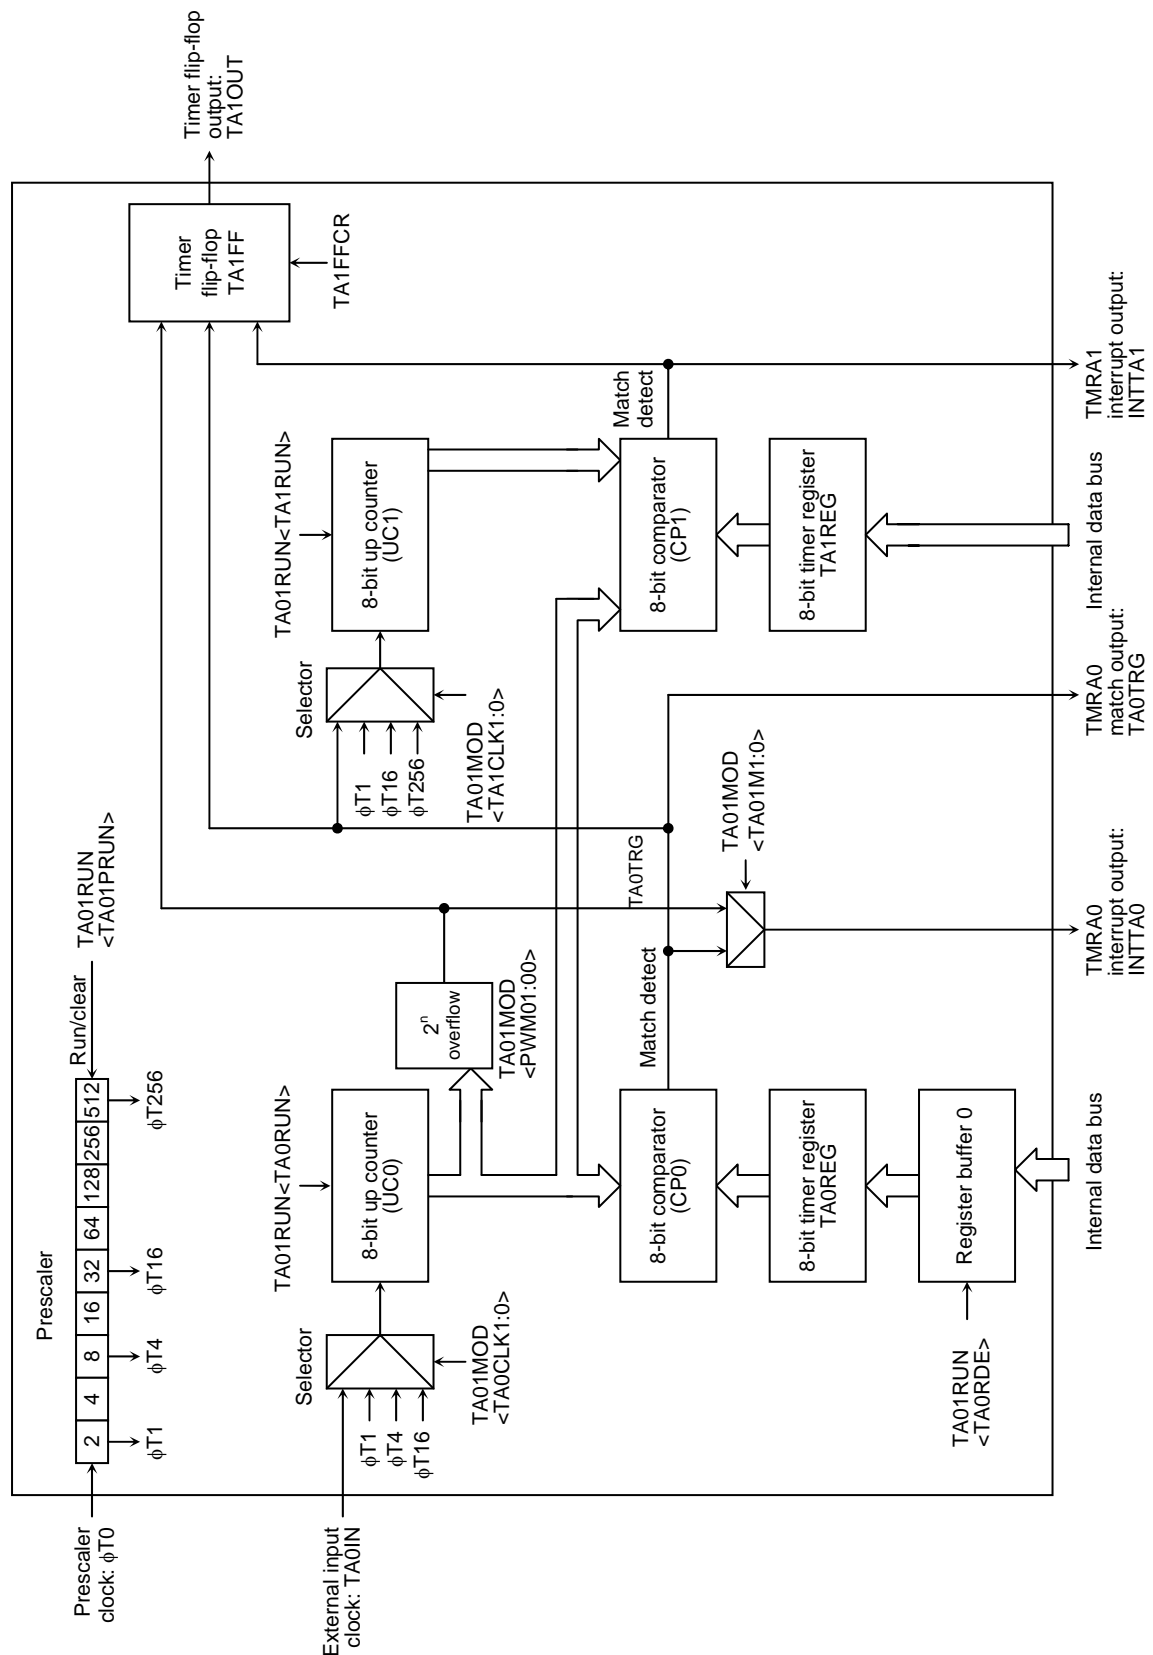 Prescaler
Prescaler
clock: ϕT0
2
4
8
16
32
64
128
256
512
Run/clear
TA01RUN
<TA01PRUN>
ϕT1
ϕT4
ϕT16
ϕT256
External input
clock: TA0IN
ϕT1
ϕT4
ϕT16
Selector
TA01MOD
<TA0CLK1:0>
TA01RUN<TA0RUN>
8-bit up counter
(UC0)
2n
overflow
TA01MOD
<PWM01:00>
8-bit comparator
(CP0)
Match detect
TA0TRG
8-bit timer register
TA0REG
Register buffer 0
TA01RUN
<TA0RDE>
Internal data bus
TA01MOD
<TA01M1:0>
TMRA0
interrupt output:
INTTA0
TMRA0
match output:
TA0TRG
Selector
ϕT1
ϕT16
ϕT256
TA01MOD
<TA1CLK1:0>
TA01RUN<TA1RUN>
8-bit up counter
(UC1)
8-bit comparator
(CP1)
Match
detect
8-bit timer register
TA1REG
Internal data bus
TMRA1
interrupt output:
INTTA1
Timer
flip-flop
TA1FF
TA1FFCR
Timer flip-flop
output:
TA1OUT